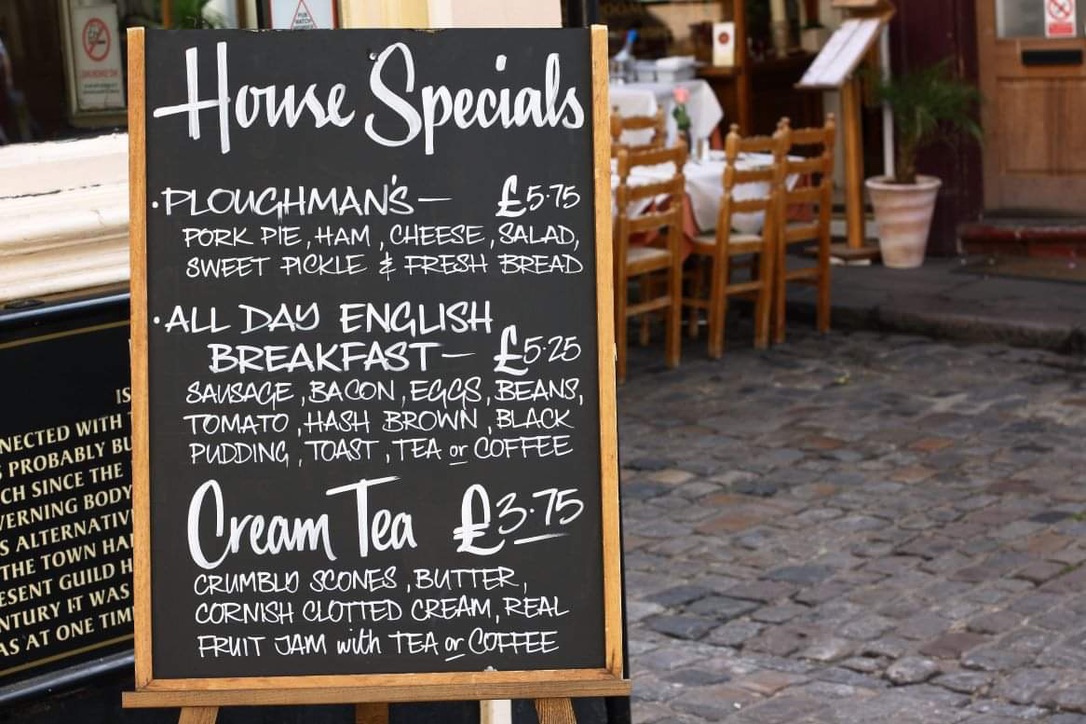 House Specials
·PLOUGHMAN'S— £5·75
PORK PIE, HAM, CHEESE, SALAD,
SWEET PICKLE & FRESH BREAD
·ALL DAY ENGLISH
BREAKFAST— £5·25
SAUSAGE, BACON, EGGS, BEANS,
TOMATO, HASH BROWN, BLACK
PUDDING, TOAST, TEA or COFFEE
Cream Tea £3·75
CRUMBLD SCONES, BUTTER,
CORNISH CLOTTED CREAM, REAL
FRUIT JAM with TEA or COFFEE
IS
NECTED WITH
PROBABLY BU
CH SINCE THE
VERNING BODY
S ALTERNATIV
THE TOWN HA
ESENT GUILD H
NTURY IT WAS
AS AT ONE TIM